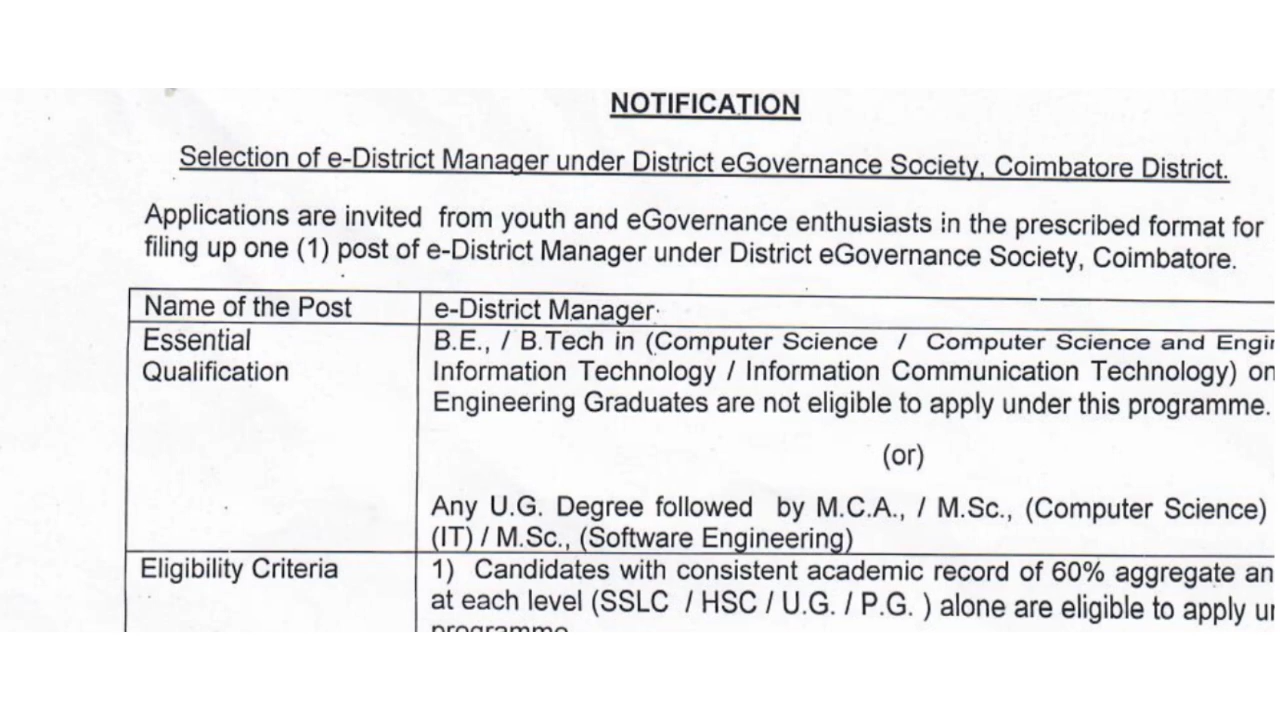 NOTIFICATION
Selection of e-District Manager under District eGovernance Society, Coimbatore District.
Applications are invited from youth and eGovernance enthusiasts in the prescribed format for
filing up one (1) post of e-District Manager under District eGovernance Society, Coimbatore.
Name of the Post e-District Manager
Essential B.E., / B.Tech in (Computer Science / Computer Science and
Qualification Information Technology / Information Communication Technology)
Engineering Graduates are not eligible to apply under this programme.
(or)
Any U.G. Degree followed by M.C.A., / M.Sc., (Computer Science)
(IT) / M.Sc., (Software Engineering)
Eligibility Criteria 1) Candidates with consistent academic record of 60% aggregate
at each level (SSLC / HSC / U.G. / P.G. ) alone are eligible to apply